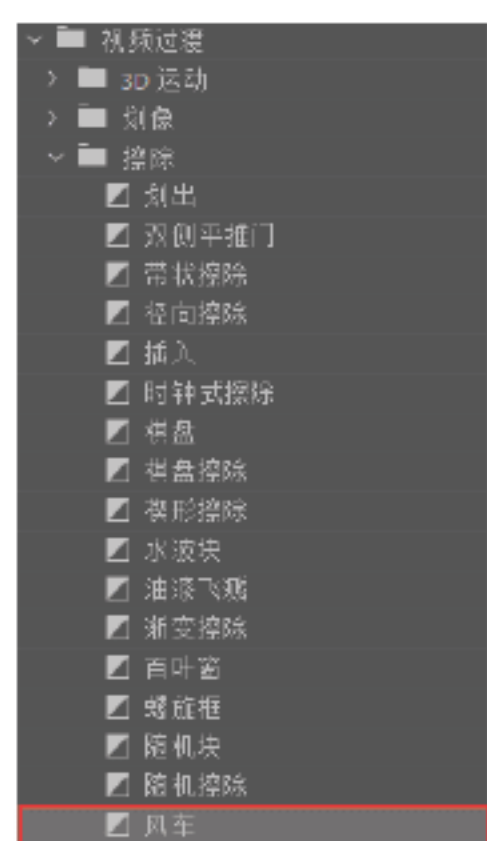 视频过渡
3D 运动
划像
擦除
划出
双侧平推门
带状擦除
径向擦除
插入
时钟式擦除
棋盘
棋盘擦除
楔形擦除
水波块
油漆飞溅
渐变擦除
百叶窗
螺旋框
随机块
随机擦除
风车